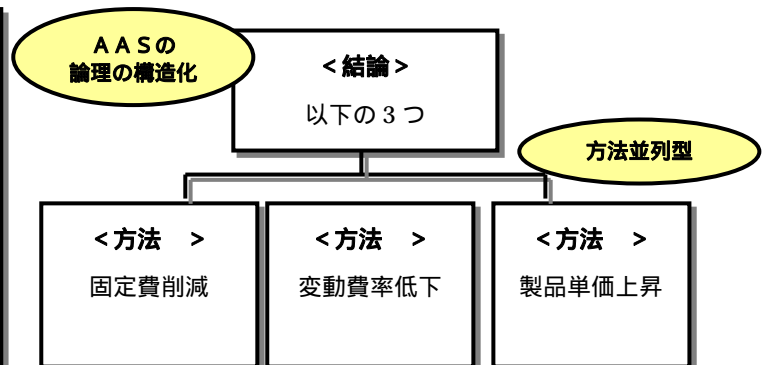 ＡＡＳの
論理の構造化
＜結論＞
以下の３つ
方法並列型
＜方法　＞
固定費削減
＜方法　＞
変動費率低下
＜方法　＞
製品単価上昇